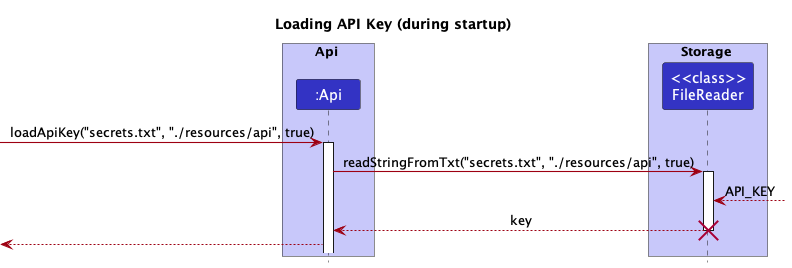 Loading API Key (during startup)
Api
Storage
:Api
<<class>>
FileReader
loadApiKey("secrets.txt", "./resources/api", true)
readStringFromTxt("secrets.txt", "./resources/api", true)
API_KEY
key